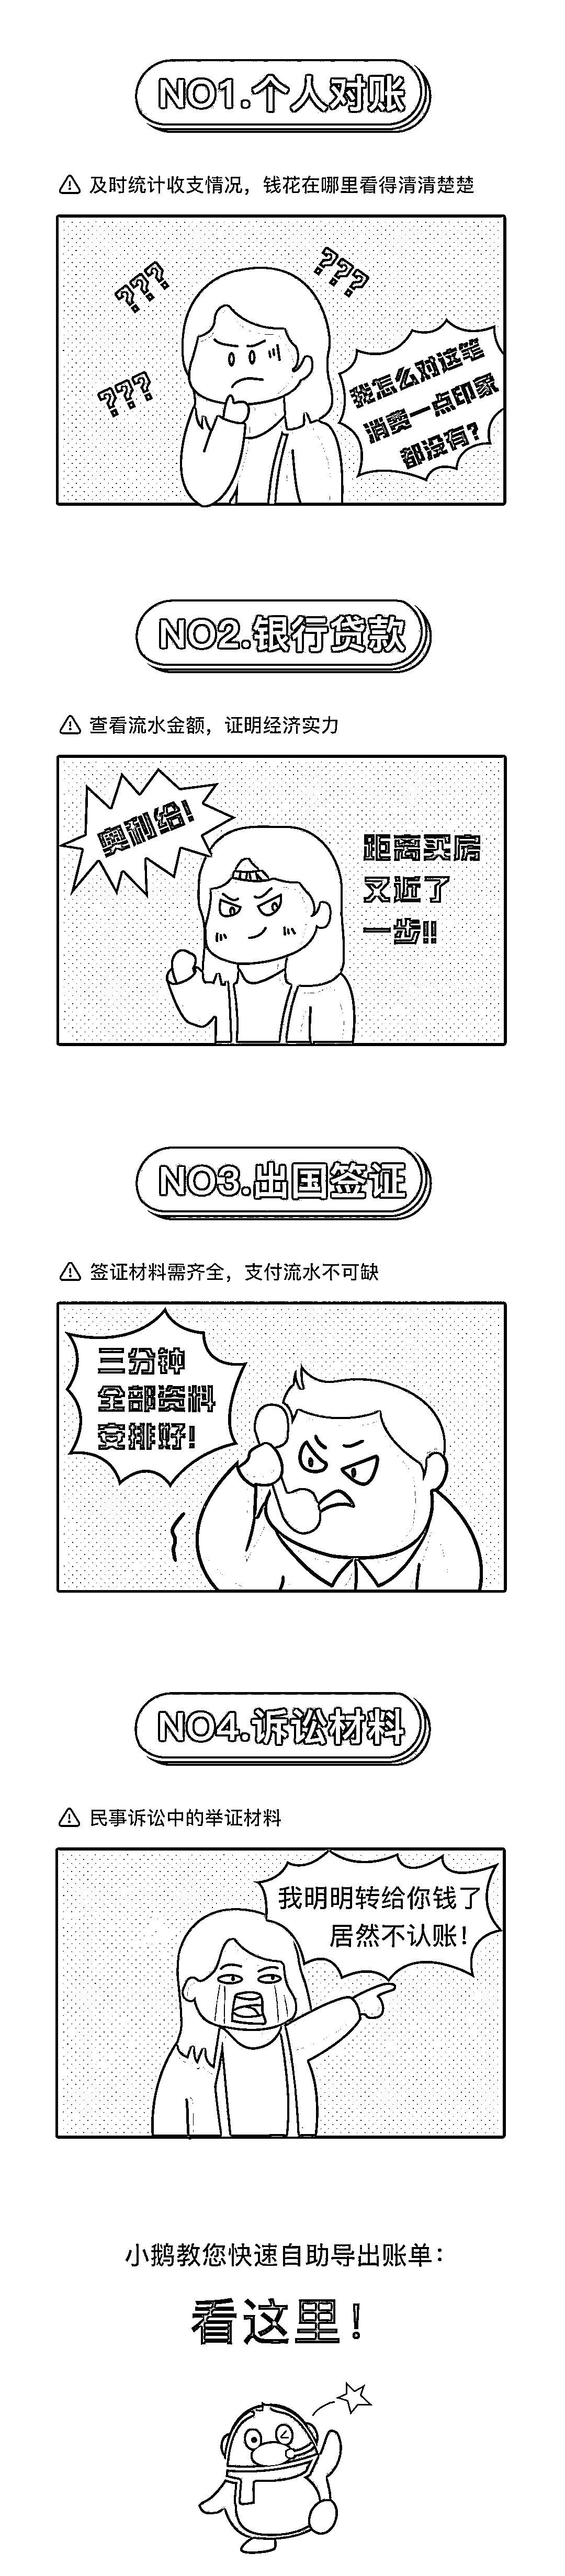 NO1.个人对账
及时统计收支情况，钱花在哪里看得清清楚楚
???
???
???
我怎么对这笔
消费一点印象
都没有?
NO2.银行贷款
查看流水金额，证明经济实力
奥利给!
距离买房
又近了
一步!!
NO3.出国签证
签证材料需齐全，支付流水不可缺
三分钟
全部资料
安排好!
NO4.诉讼材料
民事诉讼中的举证材料
我明明转给你钱了
居然不认账!
小鹅教您快速自助导出账单：
看这里!